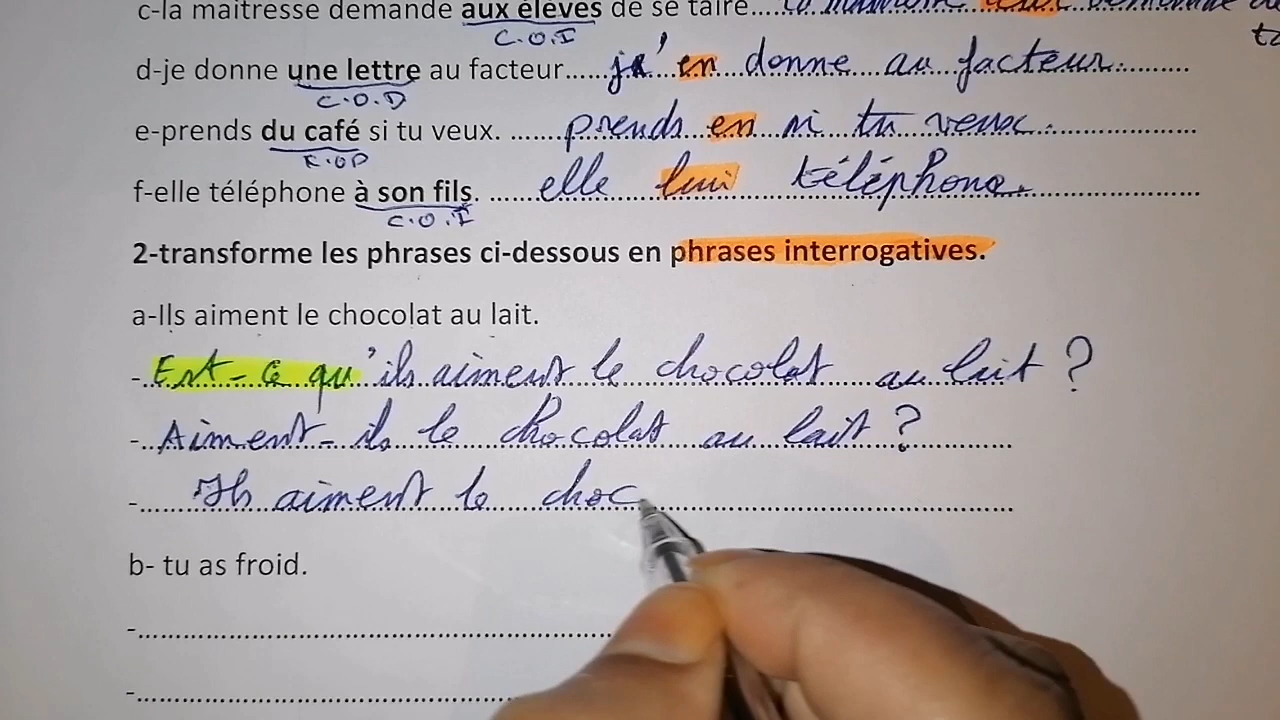 c-la maitresse demande aux élèves de se taire....
C.O.I
d-je donne une lettre au facteur...... j'en donne au facteur.
C.O.D
e-prends du café si tu veux. ....... prends en si tu veux.
C.O.D
f-elle téléphone à son fils. ...... elle lui téléphone.
C.O.I
2-transforme les phrases ci-dessous en phrases interrogatives.
a-Ils aiment le chocolat au lait.
- Est-ce qu'ils aiment le chocolat au lait ?
- Aiment-ils le chocolat au lait ?
- Ils aiment le choc
b- tu as froid.
-
-